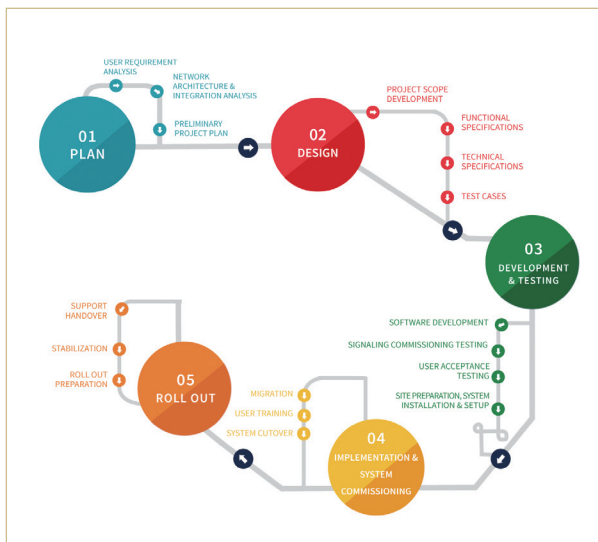 USER REQUIREMENT
ANALYSIS
NETWORK
ARCHITECTURE &
INTEGRATION ANALYSIS
PRELIMINARY
PROJECT PLAN
01
PLAN
PROJECT SCOPE
DEVELOPMENT
FUNCTIONAL
SPECIFICATIONS
TECHNICAL
SPECIFICATIONS
TEST CASES
02
DESIGN
03
DEVELOPMENT
& TESTING
SOFTWARE DEVELOPMENT
SIGNALING COMMISSIONING TESTING
USER ACCEPTANCE
TESTING
SITE PREPARATION, SYSTEM
INSTALLATION & SETUP
04
IMPLEMENTATION &
SYSTEM
COMMISSIONING
MIGRATION
USER TRAINING
SYSTEM CUTOVER
05
ROLL OUT
SUPPORT
HANDOVER
STABILIZATION
ROLL OUT
PREPARATION